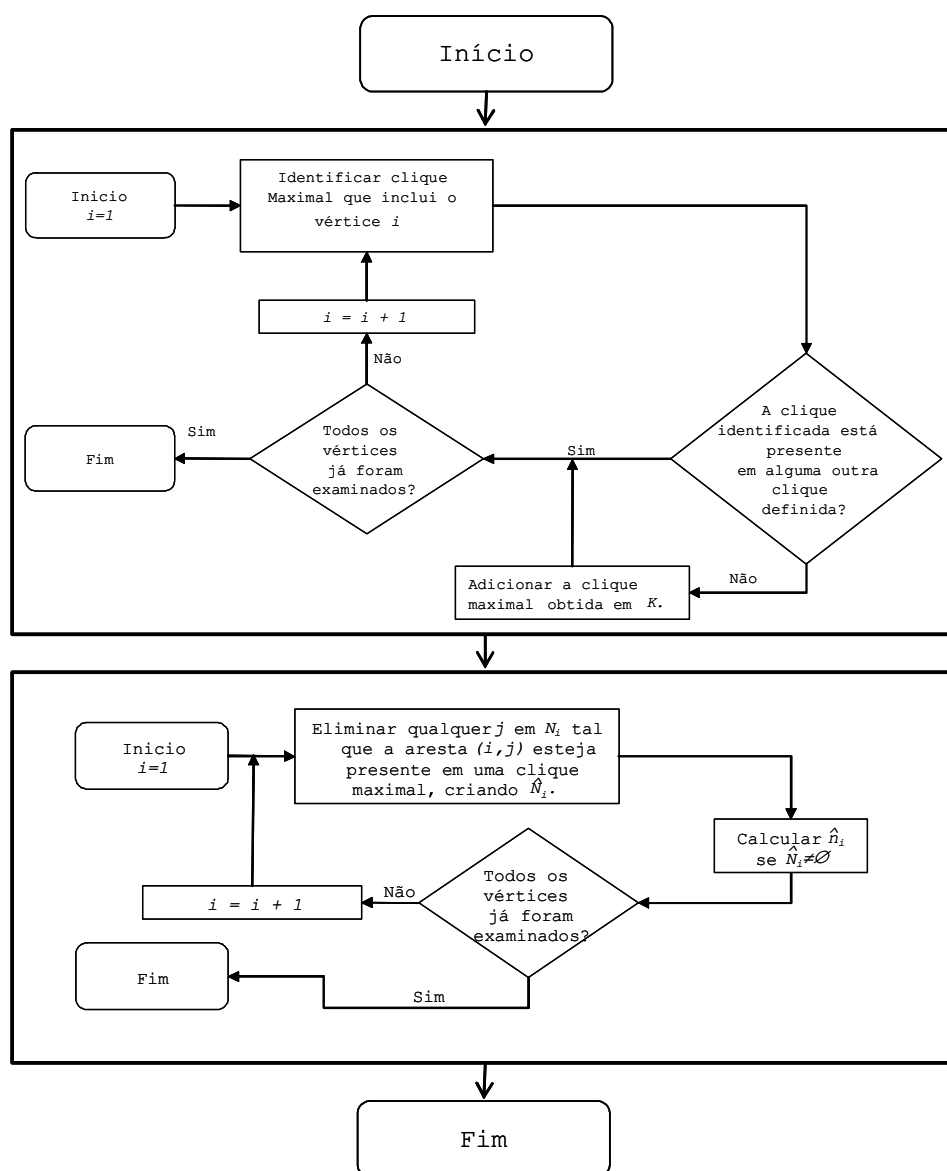 Início
Inicio
i=1
Identificar clique
Maximal que inclui o
vértice i
i = i + 1
Não
A clique
identificada está
presente
em alguma outra
clique
definida?
Sim
Todos os
vértices
já foram
examinados?
Sim
Fim
Não
Adicionar a clique
maximal obtida em K.
Inicio
i=1
Eliminar qualquer j em Nᵢ tal
que a aresta (i,j) esteja
presente em uma clique
maximal, criando N̂ᵢ.
Calcular n̂ᵢ
se N̂ᵢ≠∅
Todos os
vértices
já foram
examinados?
Não
i = i + 1
Fim
Sim
Fim